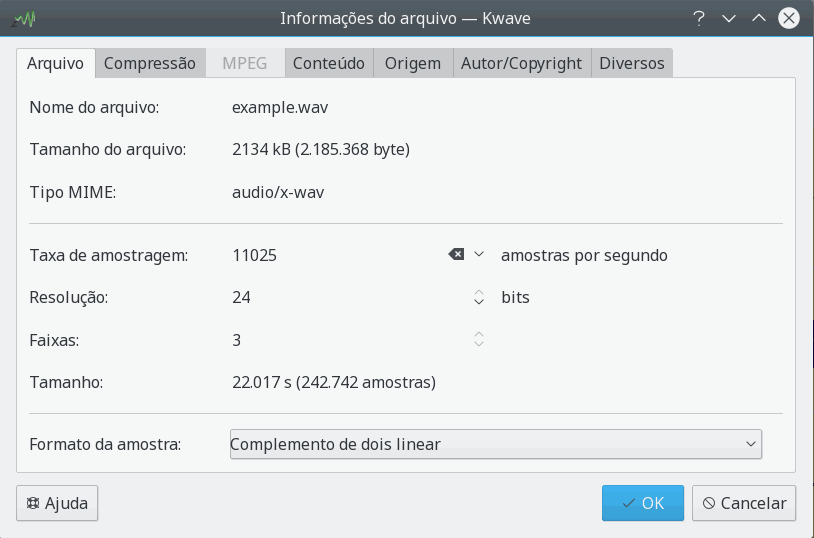 Informações do arquivo — Kwave
Arquivo Compressão MPEG Conteúdo Origem Autor/Copyright Diversos
Nome do arquivo: example.wav
Tamanho do arquivo: 2134 kB (2.185.368 byte)
Tipo MIME: audio/x-wav
Taxa de amostragem: 11025 amostras por segundo
Resolução: 24 bits
Faixas: 3
Tamanho: 22.017 s (242.742 amostras)
Formato da amostra: Complemento de dois linear
Ajuda OK Cancelar